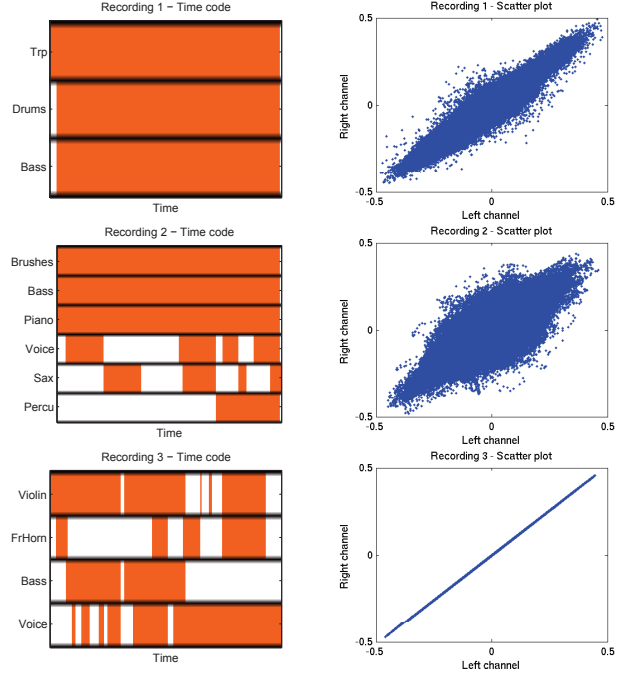 Recording 1 − Time code
Trp
Drums
Bass
Time
Recording 1 - Scatter plot
Right channel
0.5
0
-0.5
-0.5
0
0.5
Left channel
Recording 2 − Time code
Brushes
Bass
Piano
Voice
Sax
Percu
Time
Recording 2 - Scatter plot
Right channel
0.5
0
-0.5
-0.5
0
0.5
Left channel
Recording 3 − Time code
Violin
FrHorn
Bass
Voice
Time
Recording 3 - Scatter plot
Right channel
0.5
0
-0.5
-0.5
0
0.5
Left channel